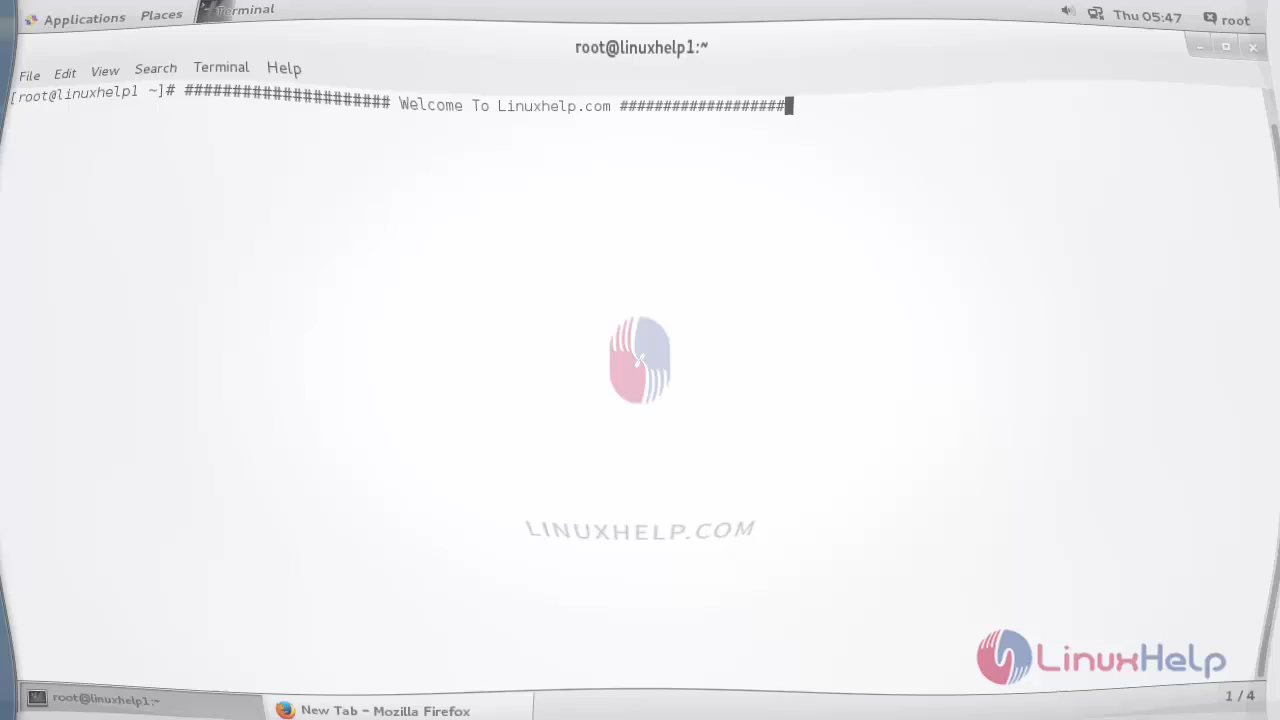 Applications Places Terminal Thu 05:47 root
root@linuxhelp1:~
File Edit View Search Terminal Help
[root@linuxhelp1 ~]# ##################### Welcome To Linuxhelp.com ###################
LINUXHELP.COM
LinuxHelp
root@linuxhelp1:~ New Tab - Mozilla Firefox 1 / 4